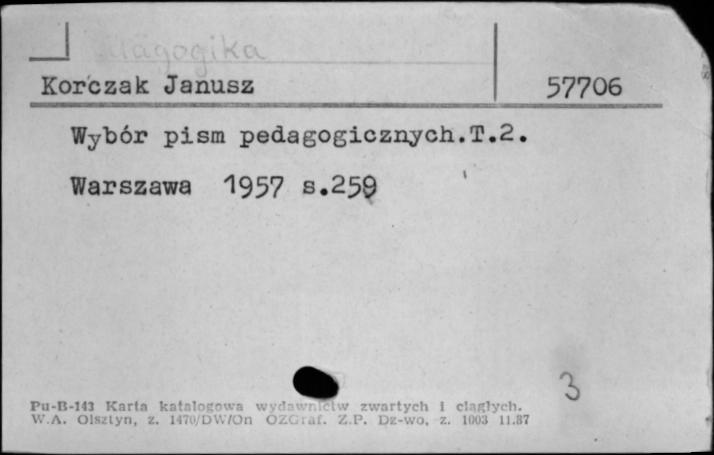 Pedagogika
Korczak Janusz 57706
Wybór pism pedagogicznych.T.2.
Warszawa 1957 s.259
3
Pu-B-143 Karta katalogowa wydawnictw zwartych i ciągłych.
W.A. Olsztyn, z. 1470/DW/On OZGraf. Z.P. Dz-wo, z. 1003 11.87